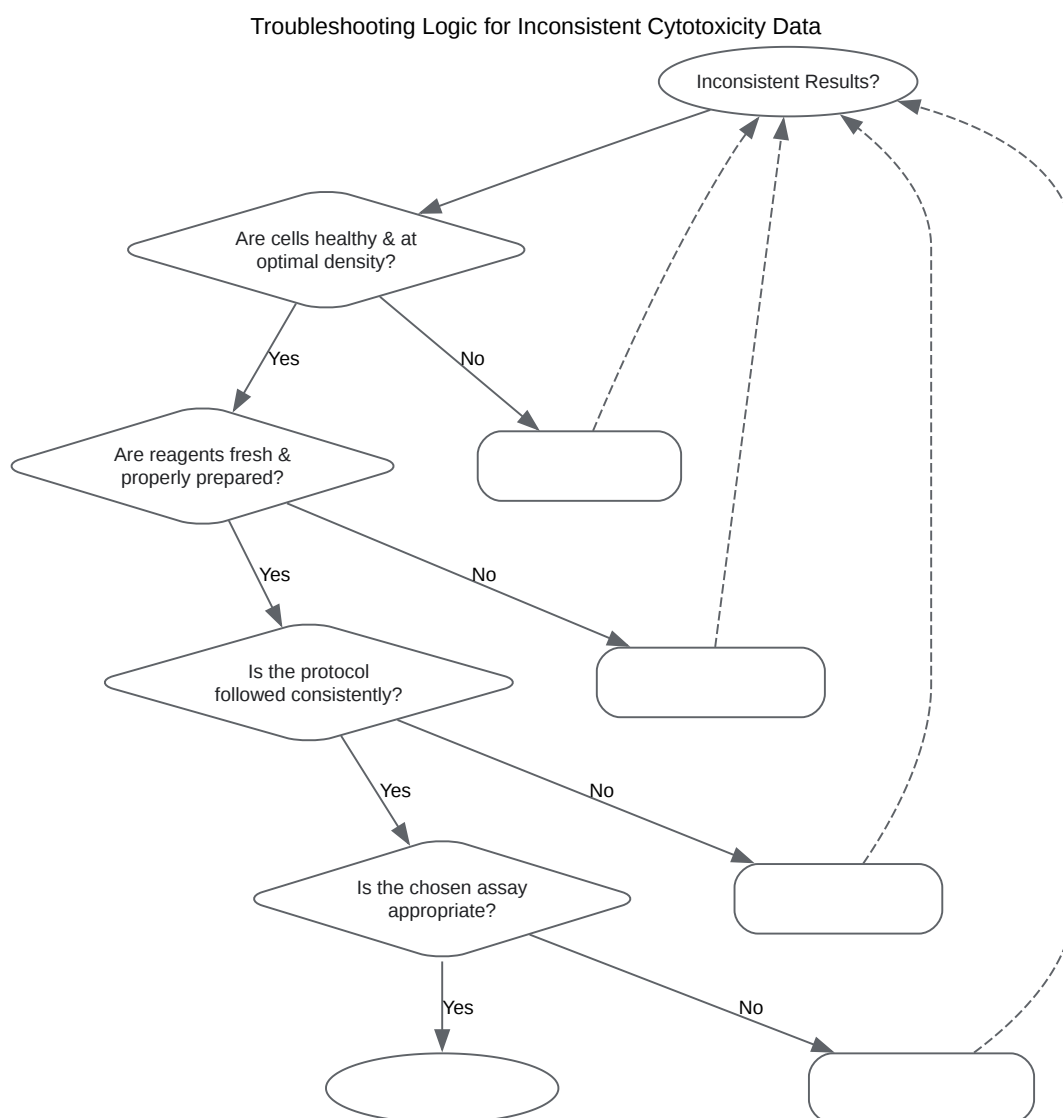 Troubleshooting Logic for Inconsistent Cytotoxicity Data
Inconsistent Results?
Are cells healthy & at
optimal density?
Yes
No
Are reagents fresh &
properly prepared?
Yes
No
Is the protocol
followed consistently?
Yes
No
Is the chosen assay
appropriate?
Yes
No